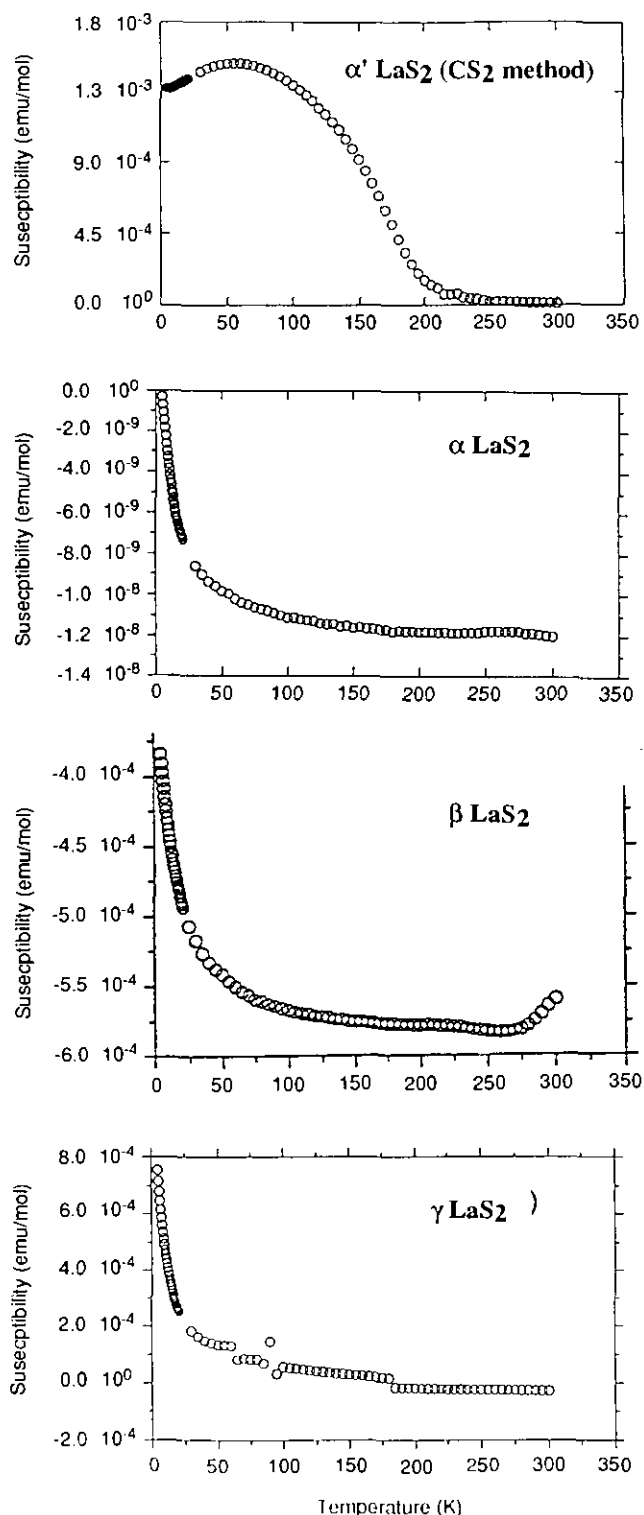 1.8 10-3
α' LaS2 (CS2 method)
1.3 10-3
9.0 10-4
4.5 10-4
0.0 100
Susecptibility (emu/mol)
0 50 100 150 200 250 300 350
0.0 100
-2.0 10-9
α LaS2
-4.0 10-9
-6.0 10-9
-8.0 10-9
-1.0 10-8
-1.2 10-8
-1.4 10-8
Susecptibility (emu/mol)
0 50 100 150 200 250 300 350
-4.0 10-4
β LaS2
-4.5 10-4
-5.0 10-4
-5.5 10-4
-6.0 10-4
Susecptibility (emu/mol)
0 50 100 150 200 250 300 350
8.0 10-4
γ LaS2 )
6.0 10-4
4.0 10-4
2.0 10-4
0.0 100
-2.0 10-4
Susecptibility (emu/mol)
0 50 100 150 200 250 300 350
Temperature (K)